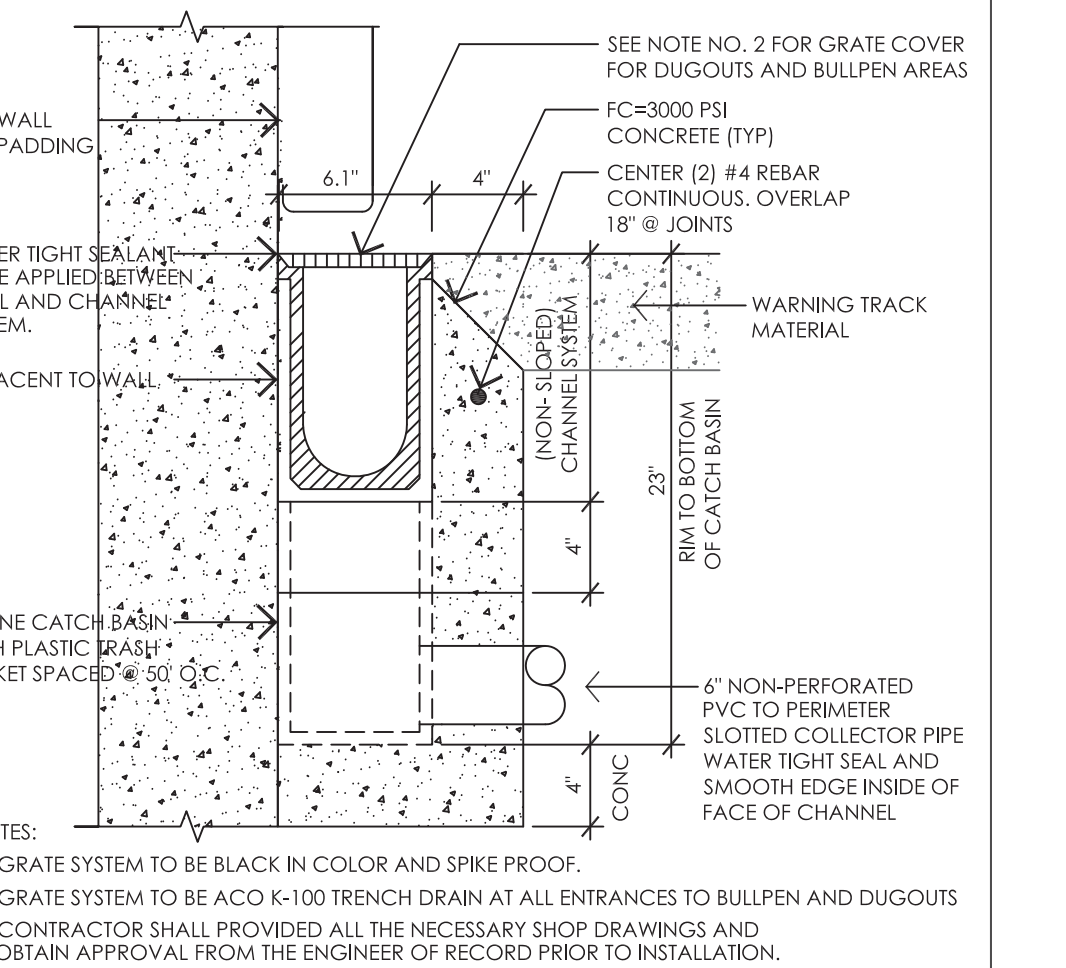 SEE NOTE NO. 2 FOR GRATE COVER
FOR DUGOUTS AND BULLPEN AREAS
FC=3000 PSI
CONCRETE (TYP)
CENTER (2) #4 REBAR
CONTINUOUS. OVERLAP
18" @ JOINTS
WALL
PADDING
6.1"
4"
ER TIGHT SEALANT
E APPLIED BETWEEN
L AND CHANNEL
EM.
ACENT TO WALL
WARNING TRACK
MATERIAL
(NON- SLOPED)
CHANNEL SYSTEM
23"
RIM TO BOTTOM
OF CATCH BASIN
4"
NE CATCH BASIN
H PLASTIC TRASH
KET SPACED @ 50' O.C.
6" NON-PERFORATED
PVC TO PERIMETER
SLOTTED COLLECTOR PIPE
WATER TIGHT SEAL AND
SMOOTH EDGE INSIDE OF
FACE OF CHANNEL
4"
CONC
TES:
GRATE SYSTEM TO BE BLACK IN COLOR AND SPIKE PROOF.
GRATE SYSTEM TO BE ACO K-100 TRENCH DRAIN AT ALL ENTRANCES TO BULLPEN AND DUGOUTS
CONTRACTOR SHALL PROVIDED ALL THE NECESSARY SHOP DRAWINGS AND
OBTAIN APPROVAL FROM THE ENGINEER OF RECORD PRIOR TO INSTALLATION.